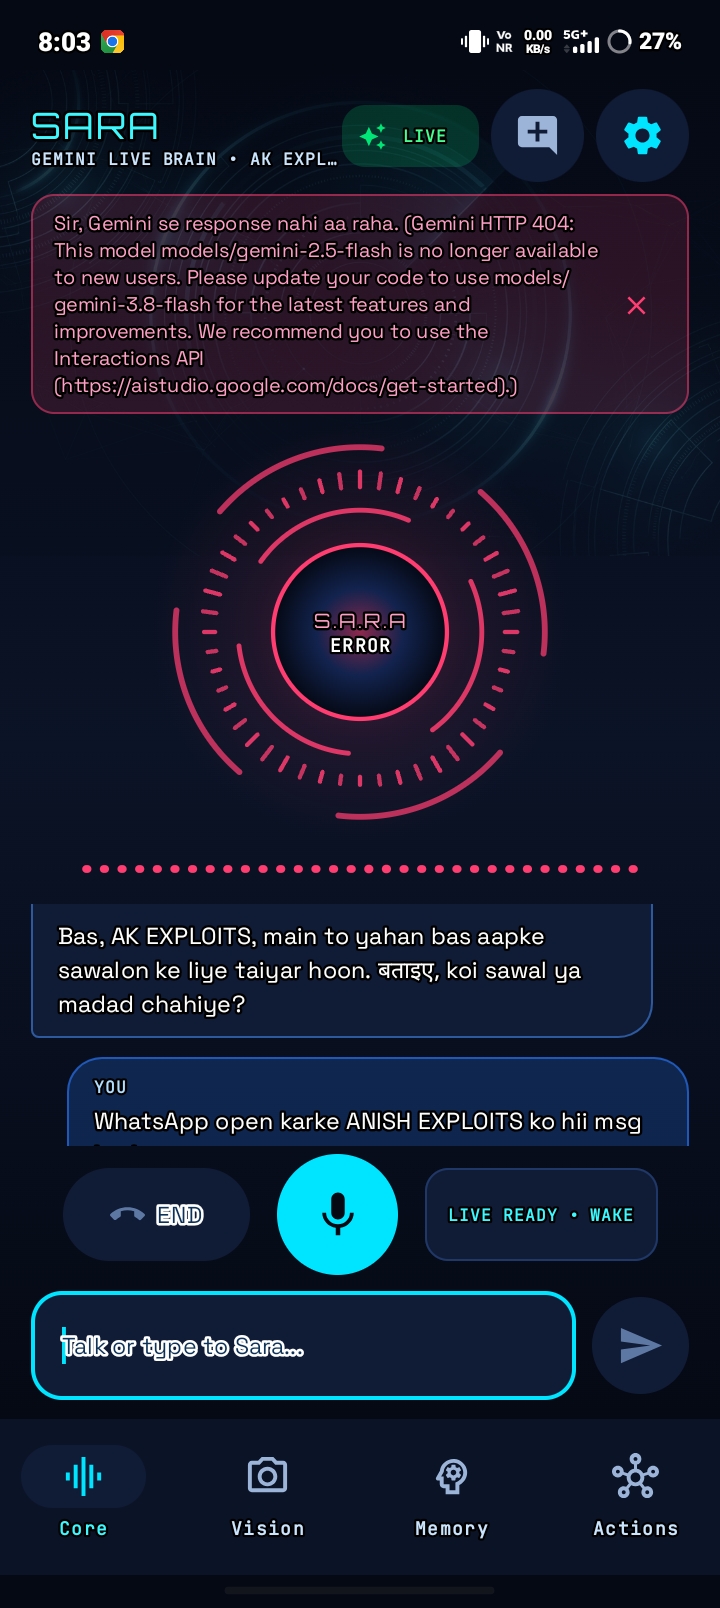 8:03
Vo NR
0.00 KB/s
5G+
27%
SARA
LIVE
GEMINI LIVE BRAIN • AK EXPL…
Sir, Gemini se response nahi aa raha. (Gemini HTTP 404:
This model models/gemini-2.5-flash is no longer available
to new users. Please update your code to use models/
gemini-3.8-flash for the latest features and
improvements. We recommend you to use the
Interactions API
(https://aistudio.google.com/docs/get-started).)
S.A.R.A
ERROR
Bas, AK EXPLOITS, main to yahan bas aapke
sawalon ke liye taiyar hoon. बताइए, koi sawal ya
madad chahiye?
YOU
WhatsApp open karke ANISH EXPLOITS ko hii msg
END
LIVE READY • WAKE
Talk or type to Sara...
Core
Vision
Memory
Actions